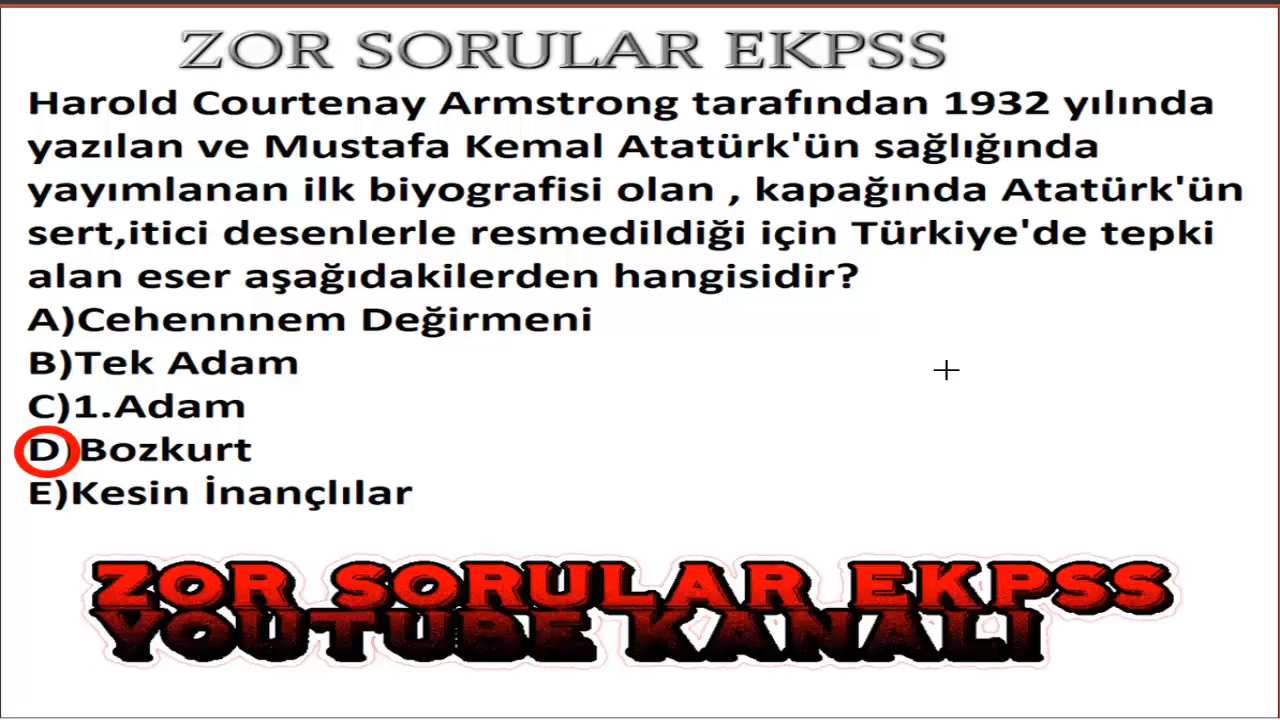 ZOR SORULAR EKPSS
Harold Courtenay Armstrong tarafından 1932 yılında
yazılan ve Mustafa Kemal Atatürk'ün sağlığında
yayımlanan ilk biyografisi olan , kapağında Atatürk'ün
sert,itici desenlerle resmedildiği için Türkiye'de tepki
alan eser aşağıdakilerden hangisidir?
A)Cehennnem Değirmeni
B)Tek Adam
C)1.Adam
D)Bozkurt
E)Kesin İnançlılar
ZOR SORULAR EKPSS
YOUTUBE KANALI